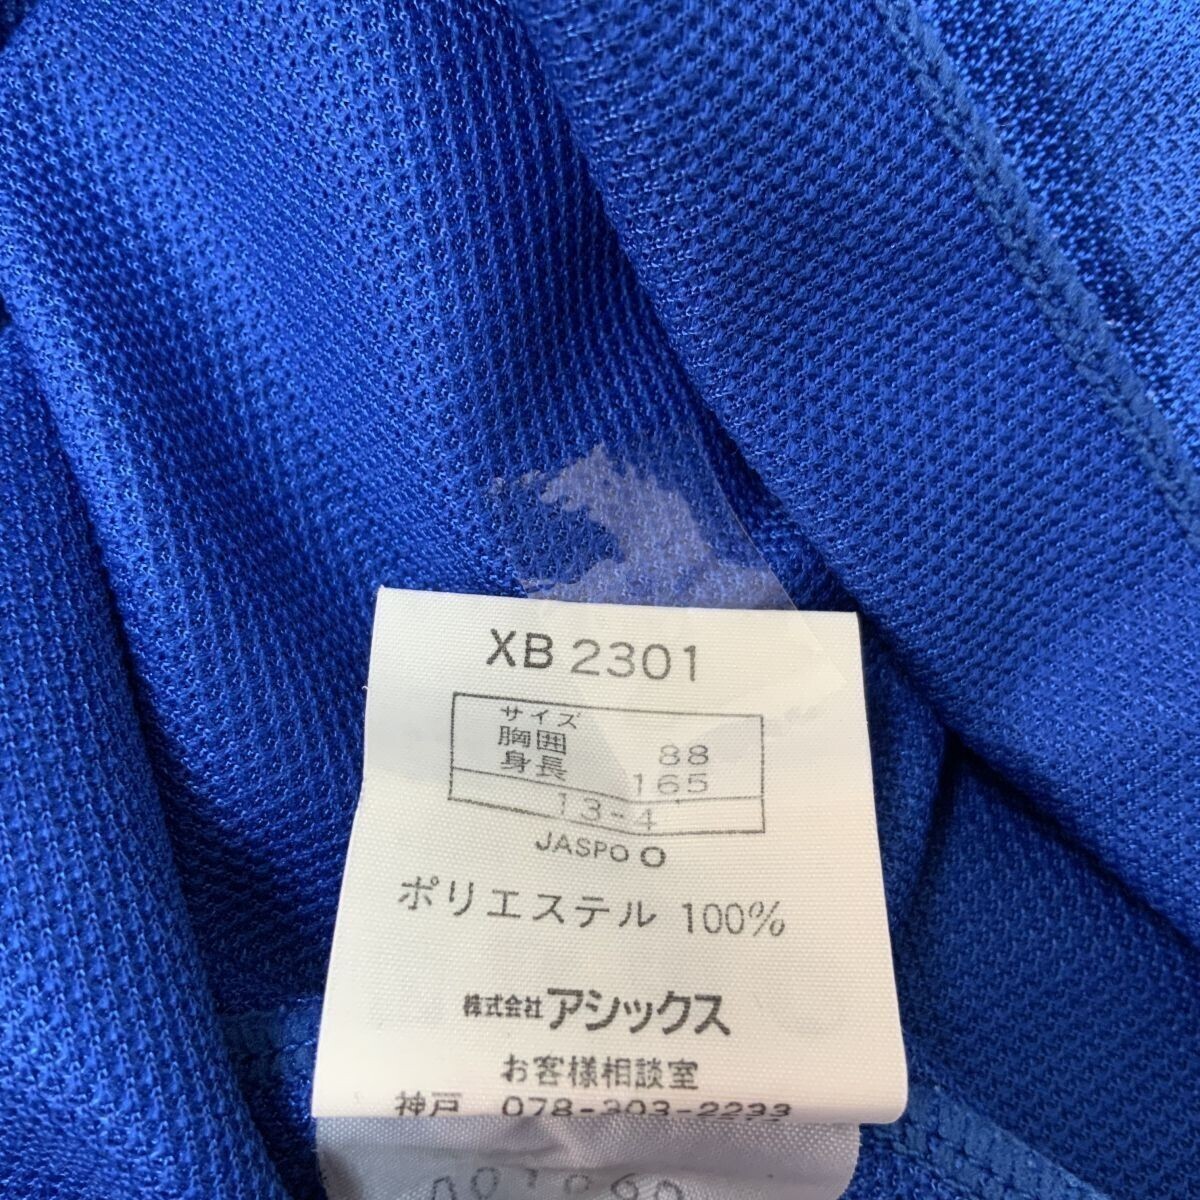 XB 2301
サイズ
胸囲 88
身長 165
13-4
JASPO O
ポリエステル 100%
株式会社アシックス
お客様相談室
神戸 078-303-2233